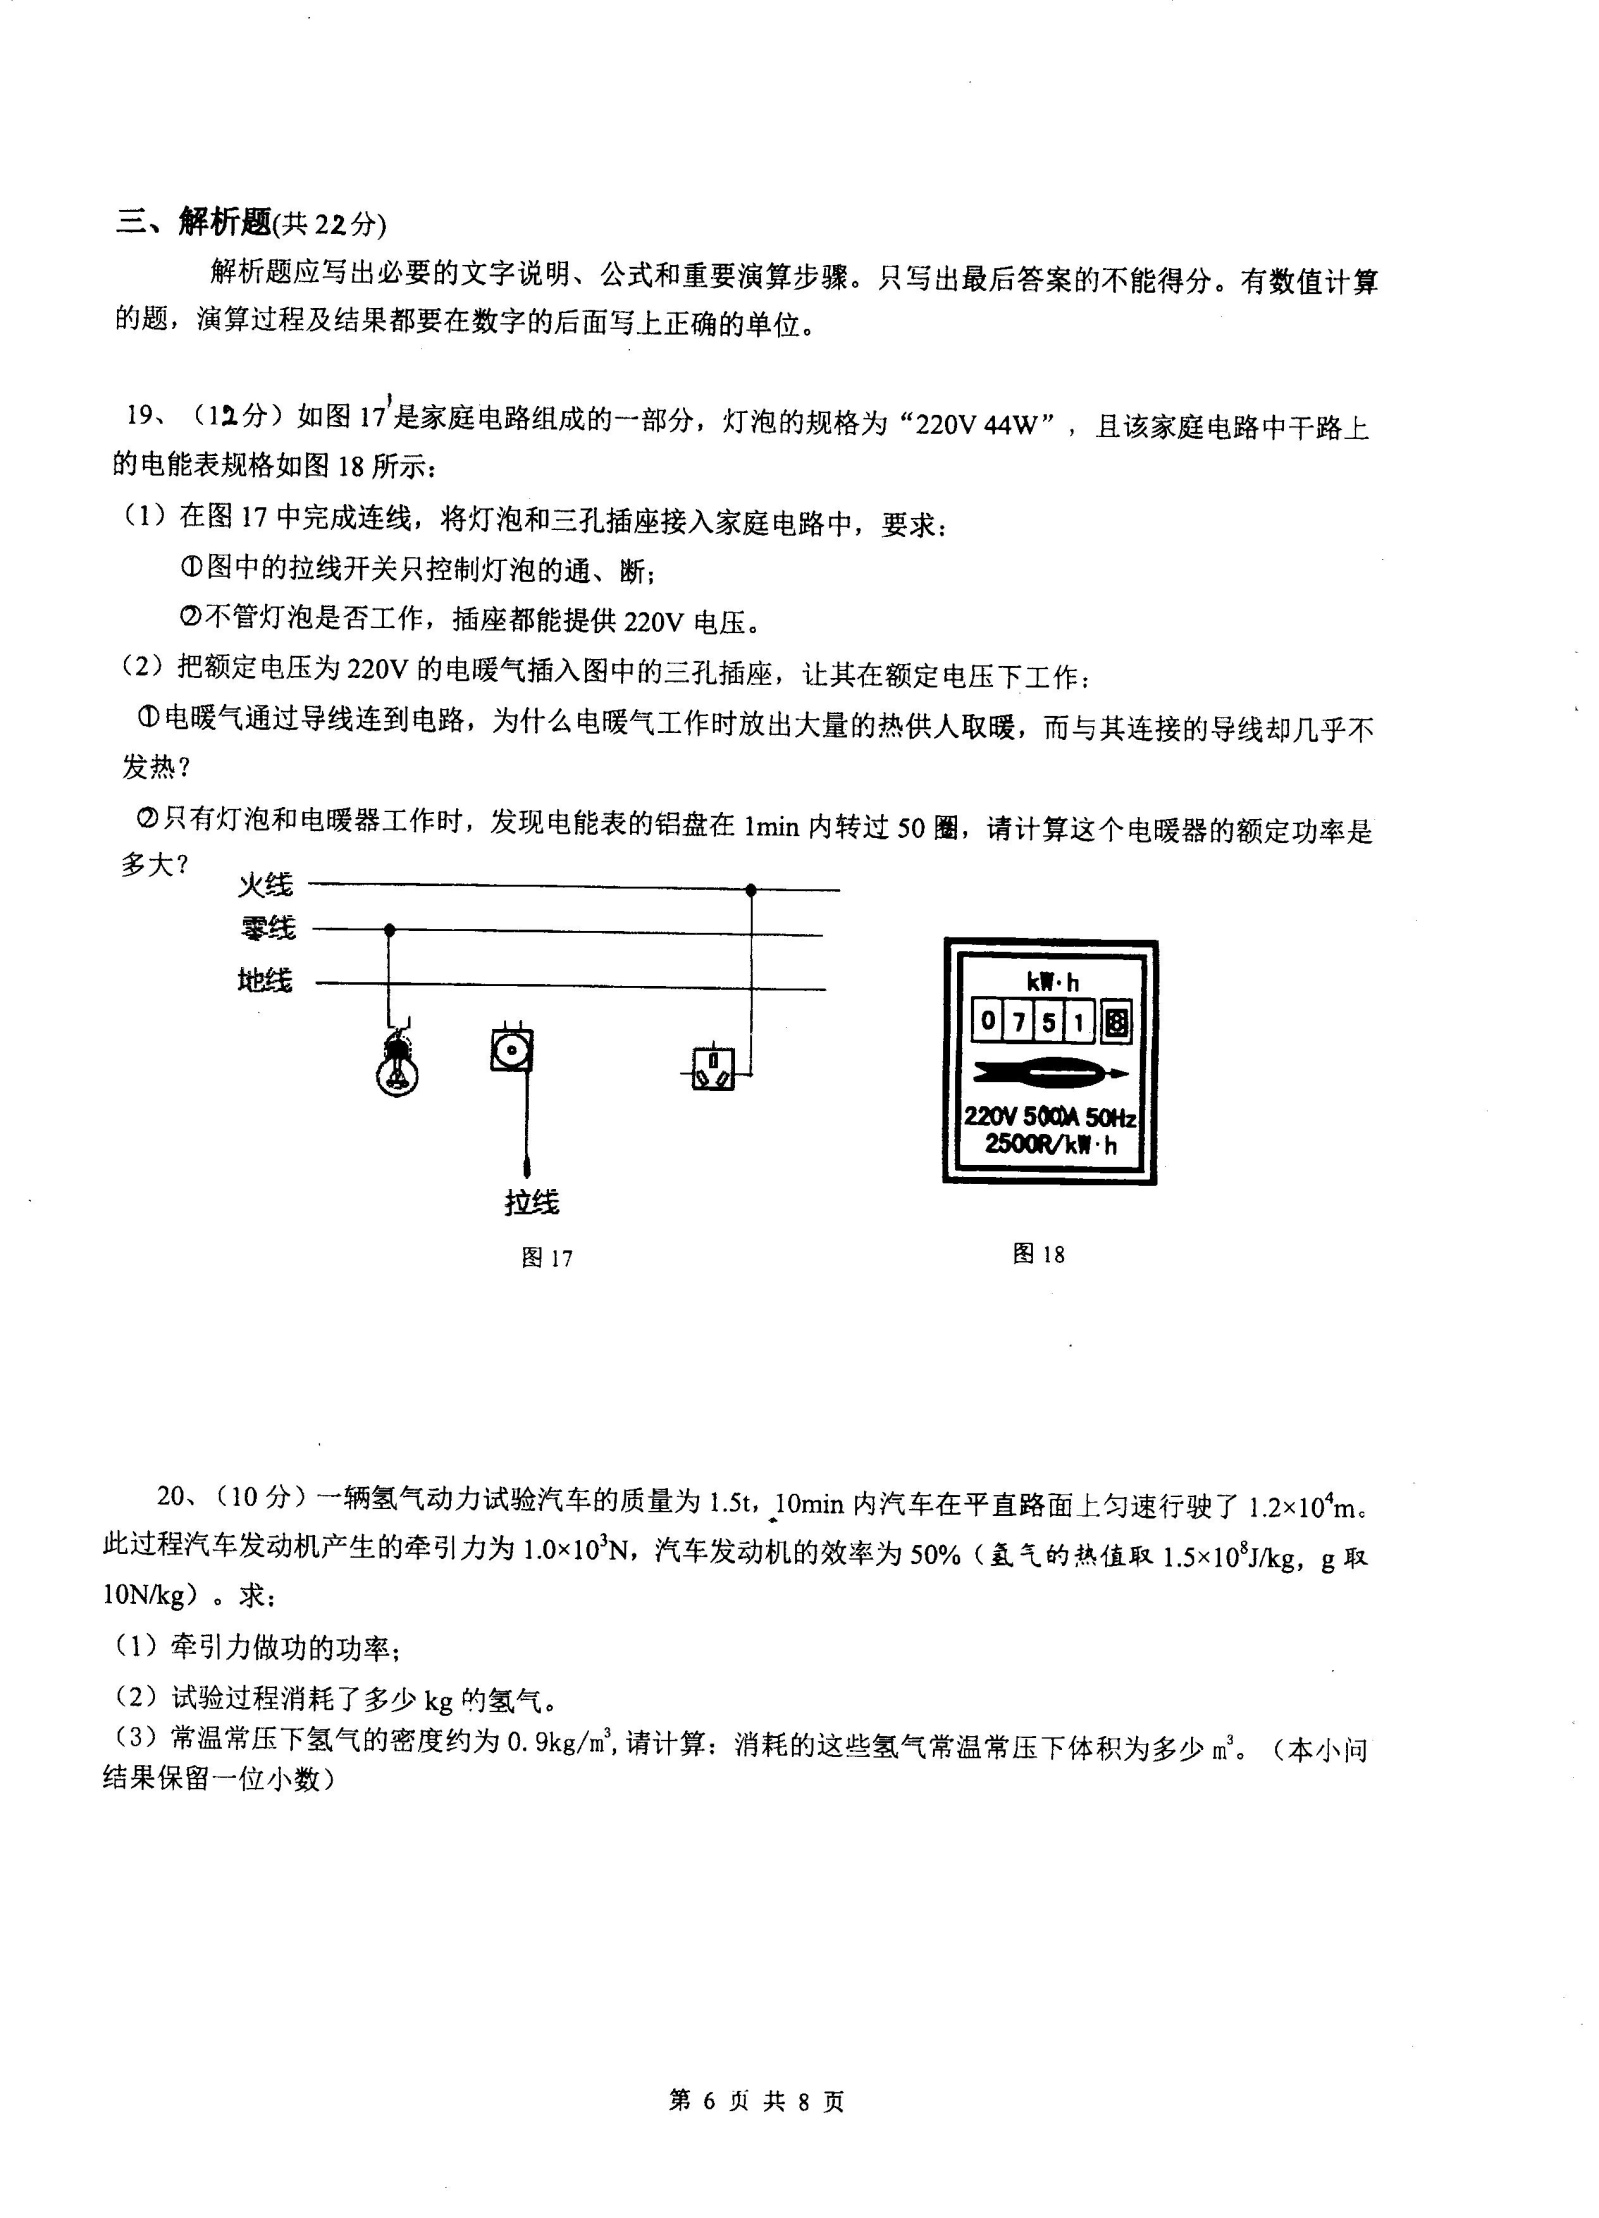 三、解析题(共22分)
解析题应写出必要的文字说明、公式和重要演算步骤。只写出最后答案的不能得分。有数值计算
的题，演算过程及结果都要在数字的后面写上正确的单位。
19、（12分）如图17是家庭电路组成的一部分，灯泡的规格为“220V 44W”，且该家庭电路中干路上
的电能表规格如图18所示：
（1）在图17中完成连线，将灯泡和三孔插座接入家庭电路中，要求：
①图中的拉线开关只控制灯泡的通、断；
②不管灯泡是否工作，插座都能提供220V电压。
（2）把额定电压为220V的电暖气插入图中的三孔插座，让其在额定电压下工作：
①电暖气通过导线连到电路，为什么电暖气工作时放出大量的热供人取暖，而与其连接的导线却几乎不
发热？
②只有灯泡和电暖器工作时，发现电能表的铝盘在1min内转过50圈，请计算这个电暖器的额定功率是
多大？
火线
零线
地线
拉线
图17
kW·h
0 7 5 1 8
220V 50Hz
2500R/kW·h
图18
20、（10分）一辆氢气动力试验汽车的质量为1.5t，10min内汽车在平直路面上匀速行驶了1.2×10⁴m。
此过程汽车发动机产生的牵引力为1.0×10³N，汽车发动机的效率为50%（氢气的热值取1.5×10⁸J/kg，g取
10N/kg）。求：
（1）牵引力做功的功率；
（2）试验过程消耗了多少kg的氢气。
（3）常温常压下氢气的密度约为0.9kg/m³,请计算：消耗的这些氢气常温常压下体积为多少m³。（本小问
结果保留一位小数）
第 6 页 共 8 页